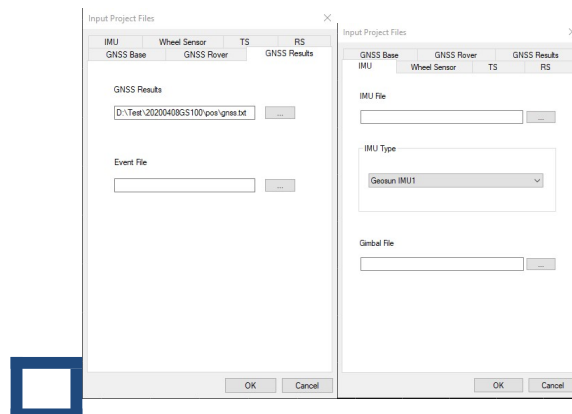 Input Project Files
IMU Wheel Sensor TS RS
GNSS Base GNSS Rover GNSS Results
GNSS Results
D:\Test\20200408GS100\pos\gnss.txt ...
Event File
...
OK Cancel
Input Project Files
GNSS Base GNSS Rover GNSS Results
IMU Wheel Sensor TS RS
IMU File
...
IMU Type
Geosun IMU1
Gimbal File
...
OK Cancel